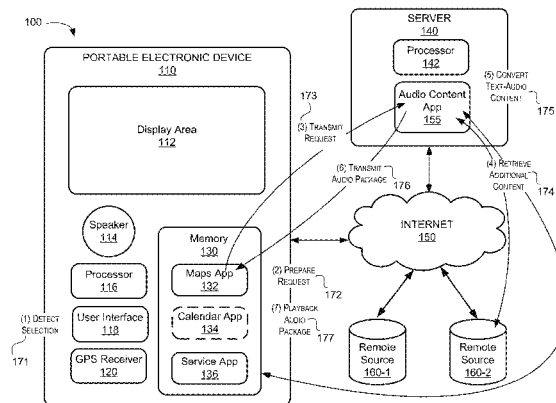 100
PORTABLE ELECTRONIC DEVICE
110
Display Area
112
Speaker
114
Processor
116
User Interface
118
GPS Receiver
120
Memory
130
Maps App
132
Calendar App
134
Service App
136
(1) DETECT
SELECTION
171
(2) PREPARE
REQUEST
172
(7) PLAYBACK
AUDIO
PACKAGE
177
173
(3) TRANSMIT
REQUEST
(6) TRANSMIT
AUDIO PACKAGE
176
SERVER
140
Processor
142
Audio Content
App
155
(5) CONVERT
TEXT-AUDIO
CONTENT
175
(4) RETRIEVE
ADDITIONAL
CONTENT
174
INTERNET
150
Remote
Source
160-1
Remote
Source
160-2